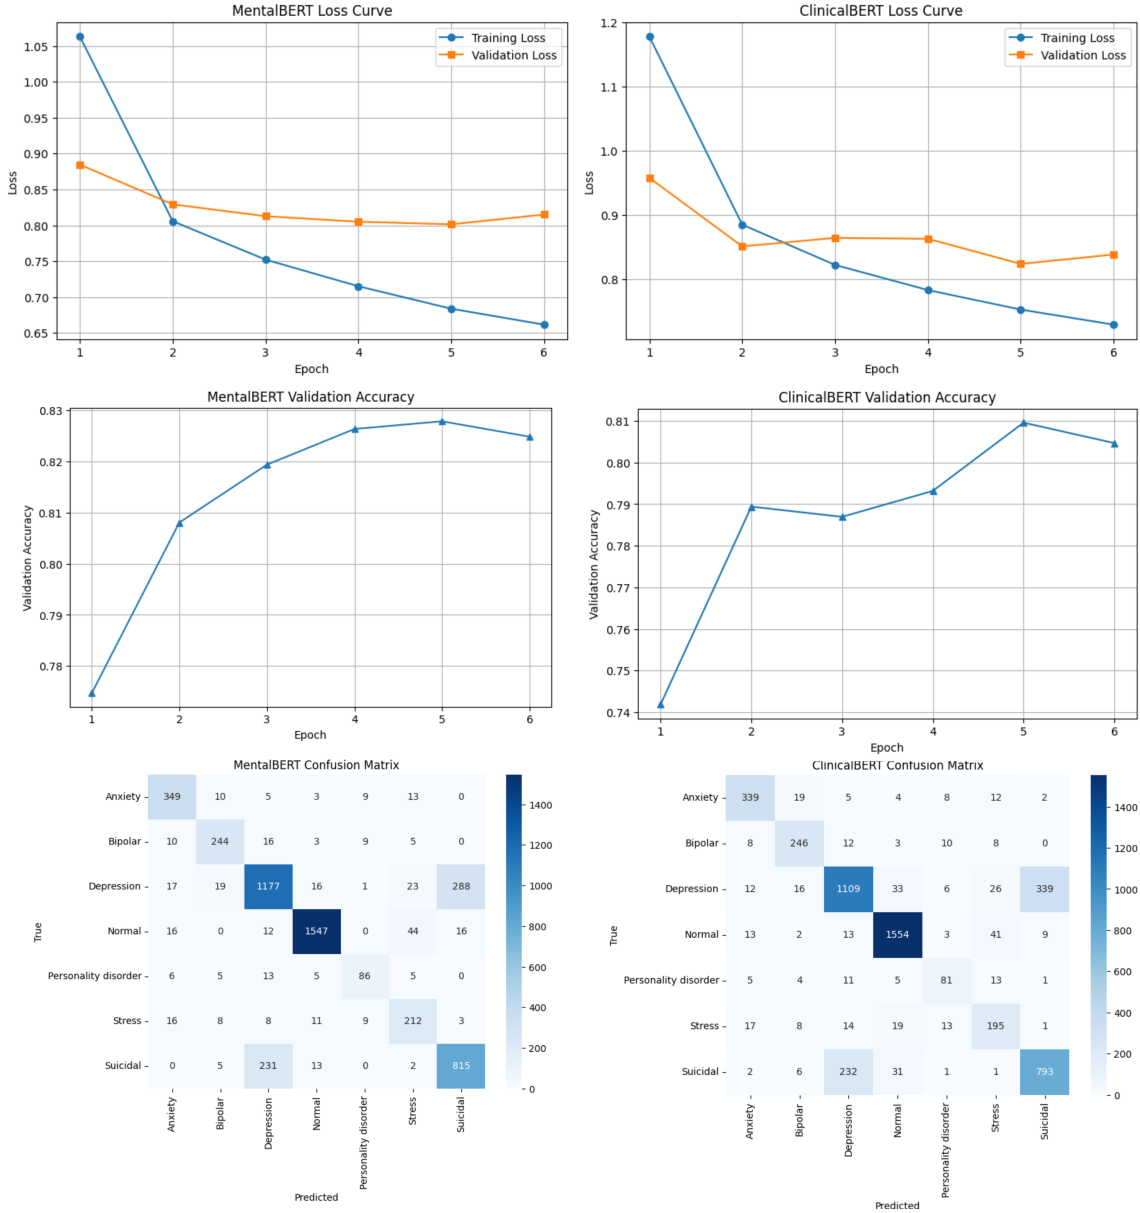 MentalBERT Loss Curve
Training Loss
Validation Loss
1.05
1.00
0.95
0.90
0.85
0.80
0.75
0.70
0.65
Loss
1 2 3 4 5 6
Epoch
ClinicalBERT Loss Curve
Training Loss
Validation Loss
1.2
1.1
1.0
0.9
0.8
Loss
1 2 3 4 5 6
Epoch
MentalBERT Validation Accuracy
0.83
0.82
0.81
0.80
0.79
0.78
Validation Accuracy
1 2 3 4 5 6
Epoch
ClinicalBERT Validation Accuracy
0.81
0.80
0.79
0.78
0.77
0.76
0.75
0.74
Validation Accuracy
1 2 3 4 5 6
Epoch
MentalBERT Confusion Matrix
True
Anxiety 349 10 5 3 9 13 0
Bipolar 10 244 16 3 9 5 0
Depression 17 19 1177 16 1 23 288
Normal 16 0 12 1547 0 44 16
Personality disorder 6 5 13 5 86 5 0
Stress 16 8 8 11 9 212 3
Suicidal 0 5 231 13 0 2 815
Anxiety Bipolar Depression Normal Personality disorder Stress Suicidal
Predicted
1400
1200
1000
800
600
400
200
0
ClinicalBERT Confusion Matrix
True
Anxiety 339 19 5 4 8 12 2
Bipolar 8 246 12 3 10 8 0
Depression 12 16 1109 33 6 26 339
Normal 13 2 13 1554 3 41 9
Personality disorder 5 4 11 5 81 13 1
Stress 17 8 14 19 13 195 1
Suicidal 2 6 232 31 1 1 793
Anxiety Bipolar Depression Normal Personality disorder Stress Suicidal
Predicted
1400
1200
1000
800
600
400
200
0